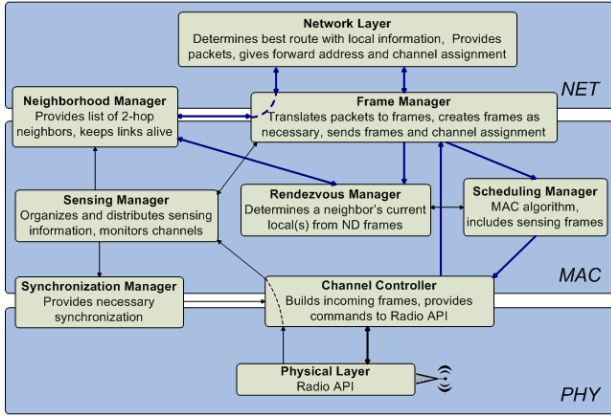 Network Layer
Determines best route with local information, Provides
packets, gives forward address and channel assignment
NET
Neighborhood Manager
Provides list of 2-hop
neighbors, keeps links alive
Frame Manager
Translates packets to frames, creates frames as
necessary, sends frames and channel assignment
Sensing Manager
Organizes and distributes sensing
information, monitors channels
Rendezvous Manager
Determines a neighbor's current
local(s) from ND frames
Scheduling Manager
MAC algorithm,
includes sensing frames
MAC
Synchronization Manager
Provides necessary
synchronization
Channel Controller
Builds incoming frames, provides
commands to Radio API
Physical Layer
Radio API
PHY